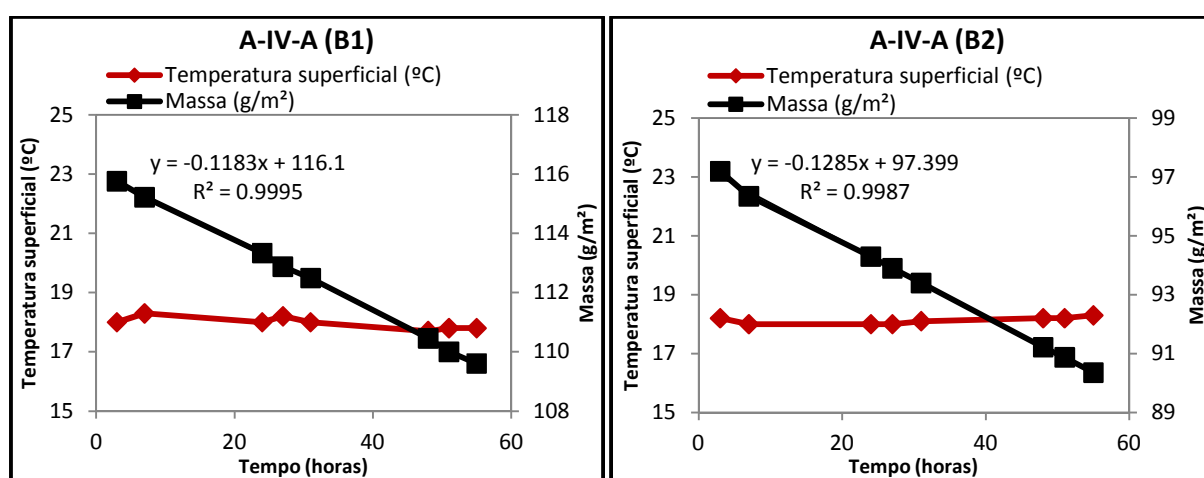 A-IV-A (B1)
Temperatura superficial (ºC)
Massa (g/m²)
25
23
21
19
17
15
118
116
114
112
110
108
y = -0.1183x + 116.1
R² = 0.9995
Temperatura superficial (ºC)
Massa (g/m²)
0
20
40
60
Tempo (horas)
A-IV-A (B2)
Temperatura superficial (ºC)
Massa (g/m²)
25
23
21
19
17
15
99
97
95
93
91
89
y = -0.1285x + 97.399
R² = 0.9987
Temperatura superficial (ºC)
Massa (g/m²)
0
20
40
60
Tempo (horas)